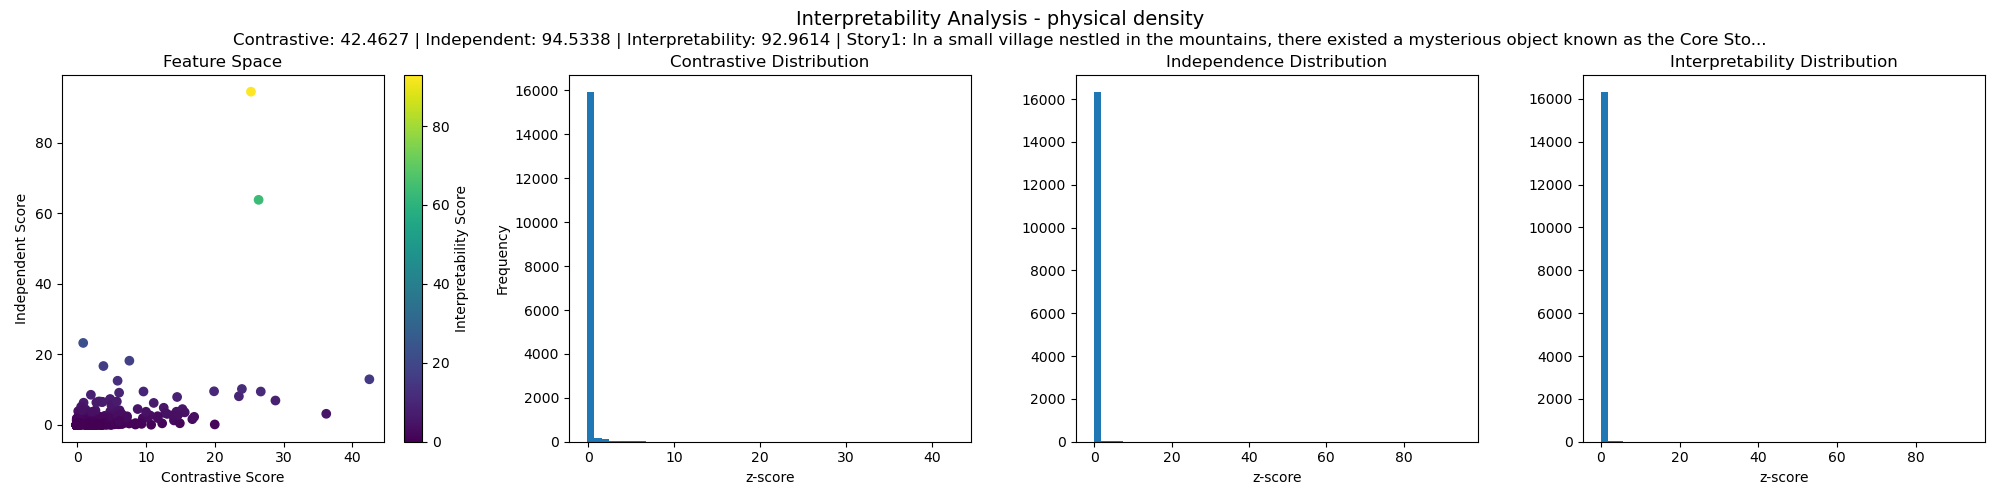 Interpretability Analysis - physical density
Contrastive: 42.4627 | Independent: 94.5338 | Interpretability: 92.9614 | Story1: In a small village nestled in the mountains, there existed a mysterious object known as the Core Sto...
Feature Space
Independent Score
80
60
40
20
0
0 10 20 30 40
Contrastive Score
80
60
40
20
0
Interpretability Score
Contrastive Distribution
Frequency
16000
14000
12000
10000
8000
6000
4000
2000
0
0 10 20 30 40
z-score
Independence Distribution
16000
14000
12000
10000
8000
6000
4000
2000
0
0 20 40 60 80
z-score
Interpretability Distribution
16000
14000
12000
10000
8000
6000
4000
2000
0
0 20 40 60 80
z-score